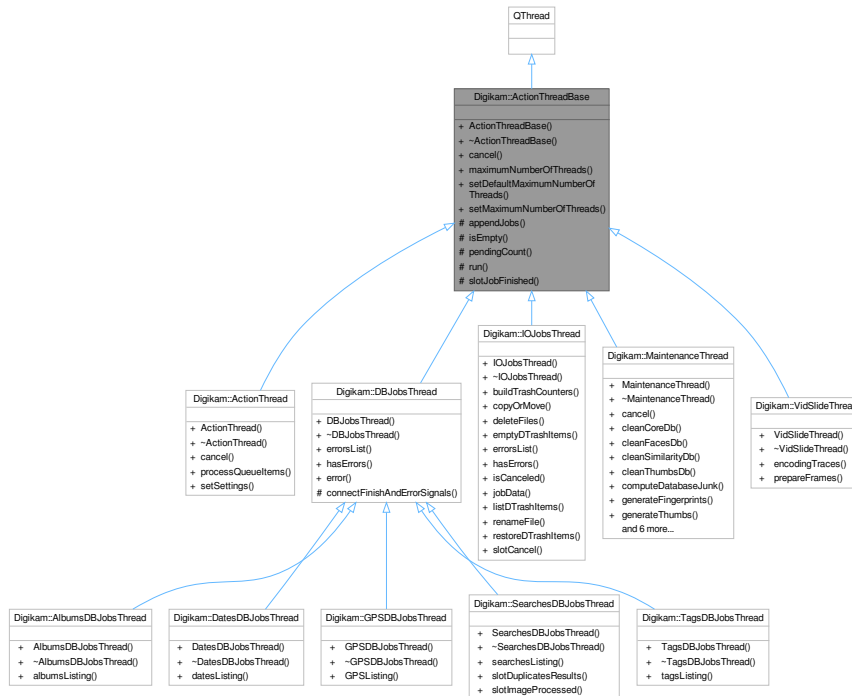 QThread
Digikam::ActionThreadBase
+ ActionThreadBase()
+ ~ActionThreadBase()
+ cancel()
+ maximumNumberOfThreads()
+ setDefaultMaximumNumberOf
Threads()
+ setMaximumNumberOfThreads()
# appendJobs()
# isEmpty()
# pendingCount()
# run()
# slotJobFinished()
Digikam::ActionThread
+ ActionThread()
+ ~ActionThread()
+ cancel()
+ processQueueItems()
+ setSettings()
Digikam::DBJobsThread
+ DBJobsThread()
+ ~DBJobsThread()
+ errorsList()
+ hasErrors()
+ error()
# connectFinishAndErrorSignals()
Digikam::IOJobsThread
+ IOJobsThread()
+ ~IOJobsThread()
+ buildTrashCounters()
+ copyOrMove()
+ deleteFiles()
+ emptyDTrashItems()
+ errorsList()
+ hasErrors()
+ isCanceled()
+ jobData()
+ listDTrashItems()
+ renameFile()
+ restoreDTrashItems()
+ slotCancel()
Digikam::MaintenanceThread
+ MaintenanceThread()
+ ~MaintenanceThread()
+ cancel()
+ cleanCoreDb()
+ cleanFacesDb()
+ cleanSimilarityDb()
+ cleanThumbsDb()
+ computeDatabaseJunk()
+ generateFingerprints()
+ generateThumbs()
and 6 more...
Digikam::VidSlideThread
+ VidSlideThread()
+ ~VidSlideThread()
+ encodingTraces()
+ prepareFrames()
Digikam::AlbumsDBJobsThread
+ AlbumsDBJobsThread()
+ ~AlbumsDBJobsThread()
+ albumsListing()
Digikam::DatesDBJobsThread
+ DatesDBJobsThread()
+ ~DatesDBJobsThread()
+ datesListing()
Digikam::GPSDBJobsThread
+ GPSDBJobsThread()
+ ~GPSDBJobsThread()
+ GPSListing()
Digikam::SearchesDBJobsThread
+ SearchesDBJobsThread()
+ ~SearchesDBJobsThread()
+ searchesListing()
+ slotDuplicatesResults()
+ slotImageProcessed()
Digikam::TagsDBJobsThread
+ TagsDBJobsThread()
+ ~TagsDBJobsThread()
+ tagsListing()